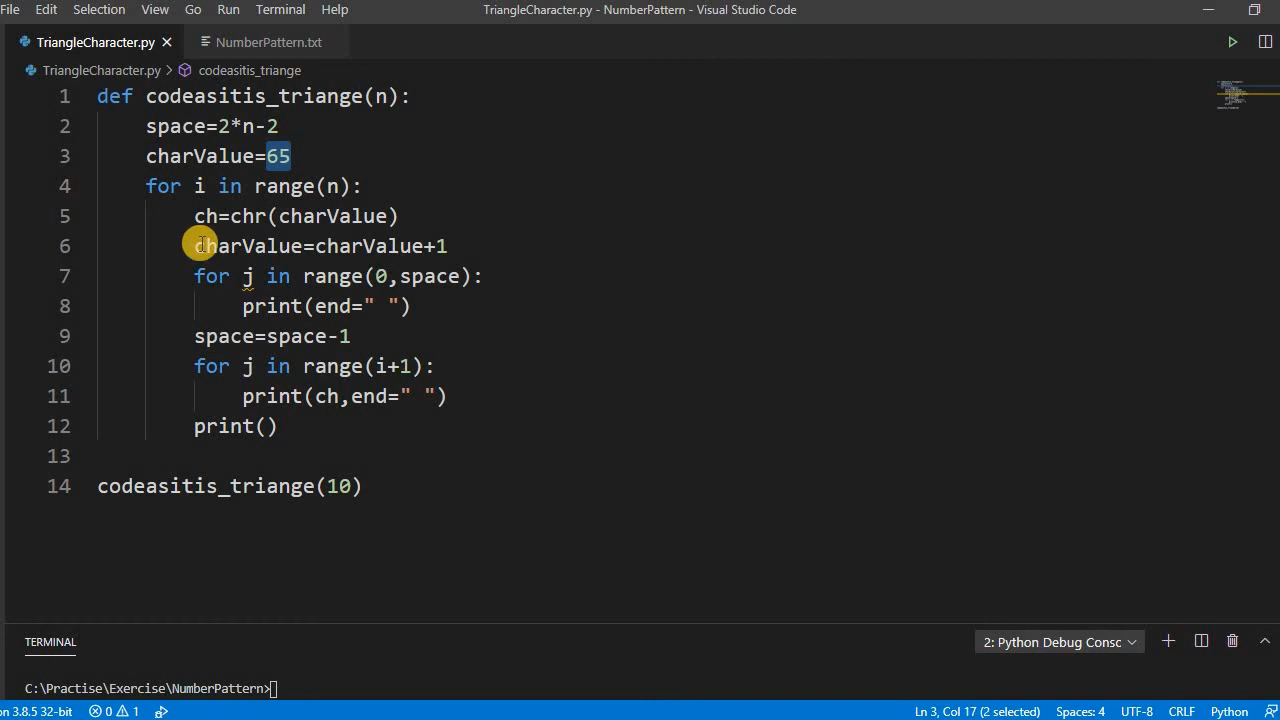 File Edit Selection View Go Run Terminal Help TriangleCharacter.py - NumberPattern - Visual Studio Code
TriangleCharacter.py NumberPattern.txt
TriangleCharacter.py > codeasitis_triange
1 def codeasitis_triange(n):
2 space=2*n-2
3 charValue=65
4 for i in range(n):
5 ch=chr(charValue)
6 charValue=charValue+1
7 for j in range(0,space):
8 print(end=" ")
9 space=space-1
10 for j in range(i+1):
11 print(ch,end=" ")
12 print()
13
14 codeasitis_triange(10)
TERMINAL 2: Python Debug Consc
C:\Practise\Exercise\NumberPattern>
on 3.8.5 32-bit 0 1 Ln 3, Col 17 (2 selected) Spaces: 4 UTF-8 CRLF Python